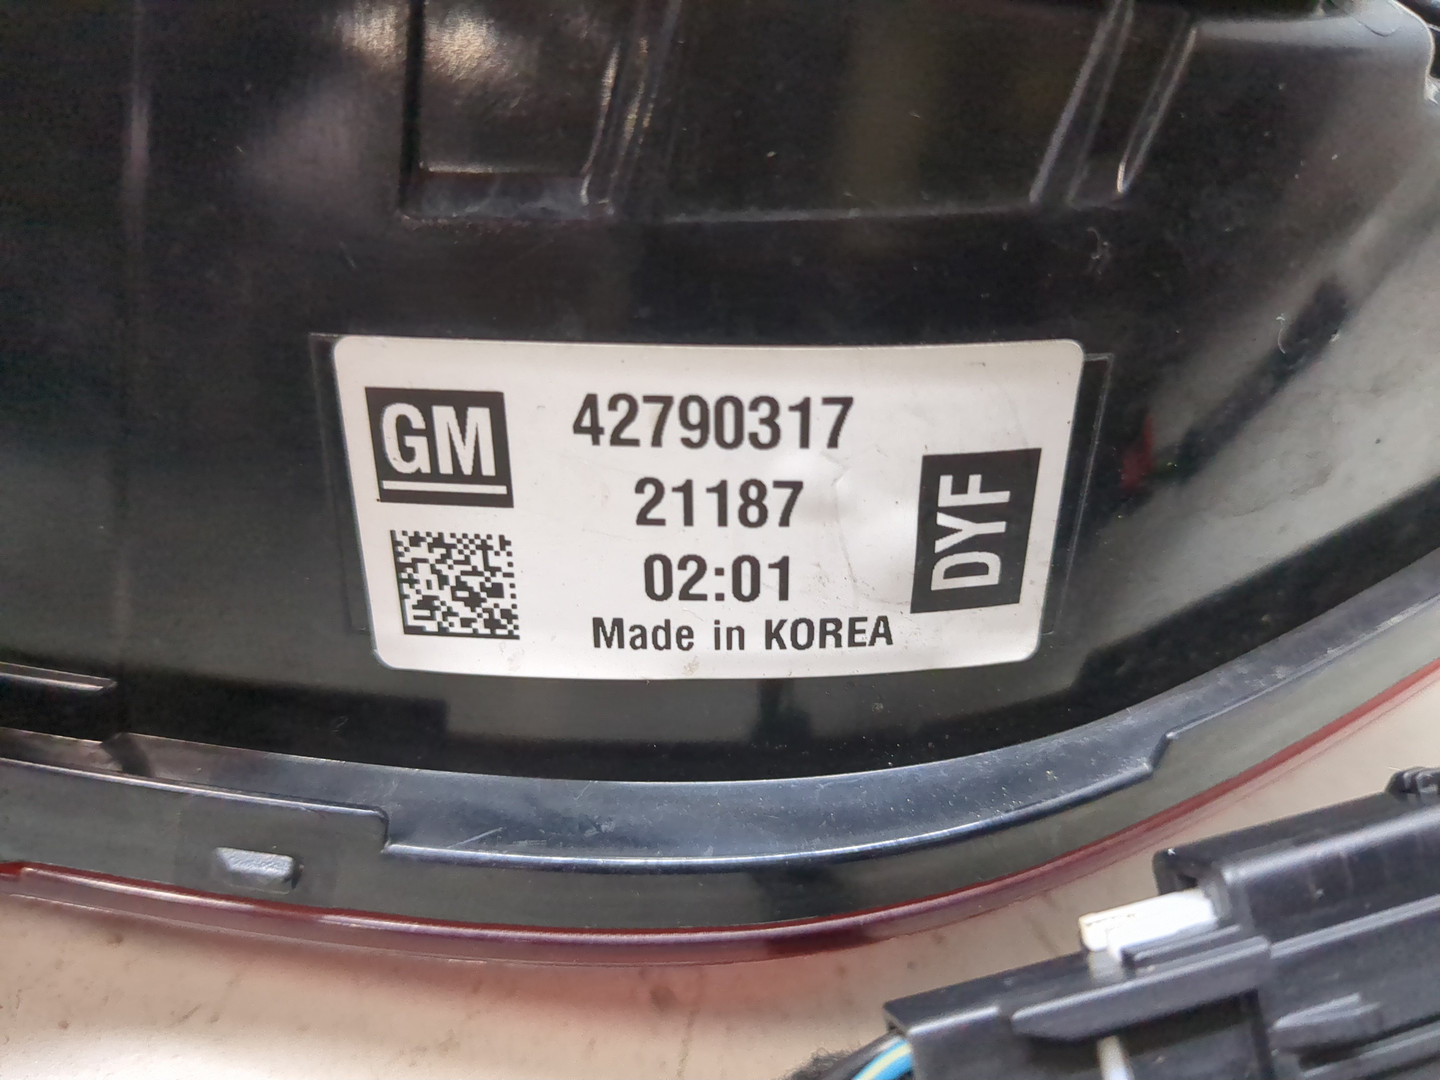 GM
42790317
21187
02:01
Made in KOREA
DYF